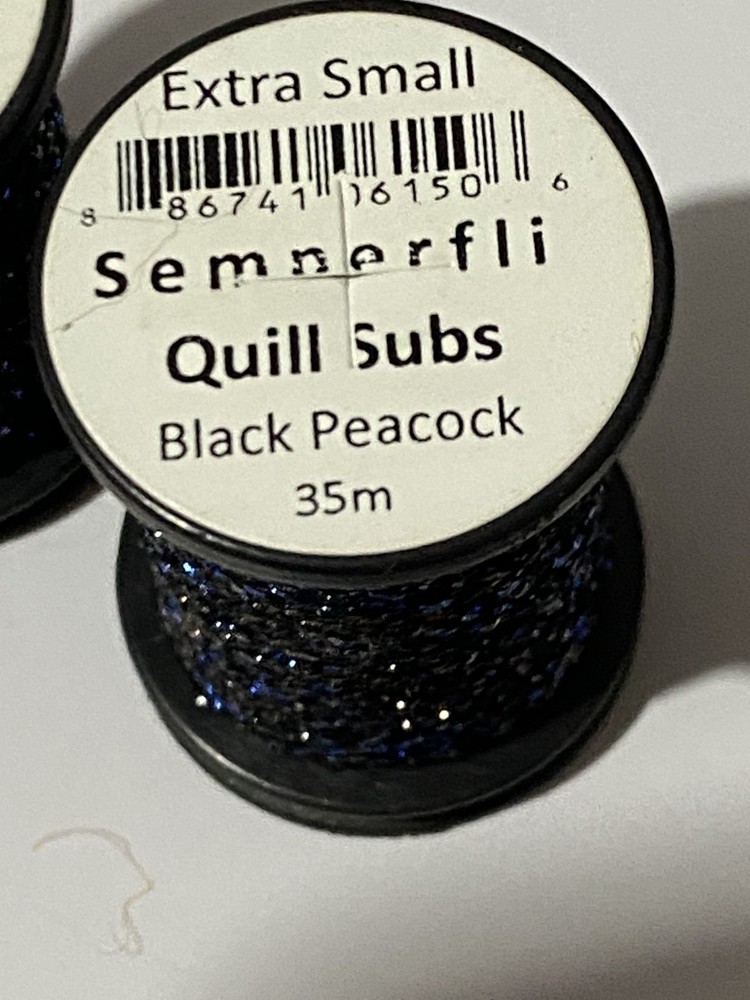 Extra Small
8 86741 06150 6
Semperfli
Quill Subs
Black Peacock
35m